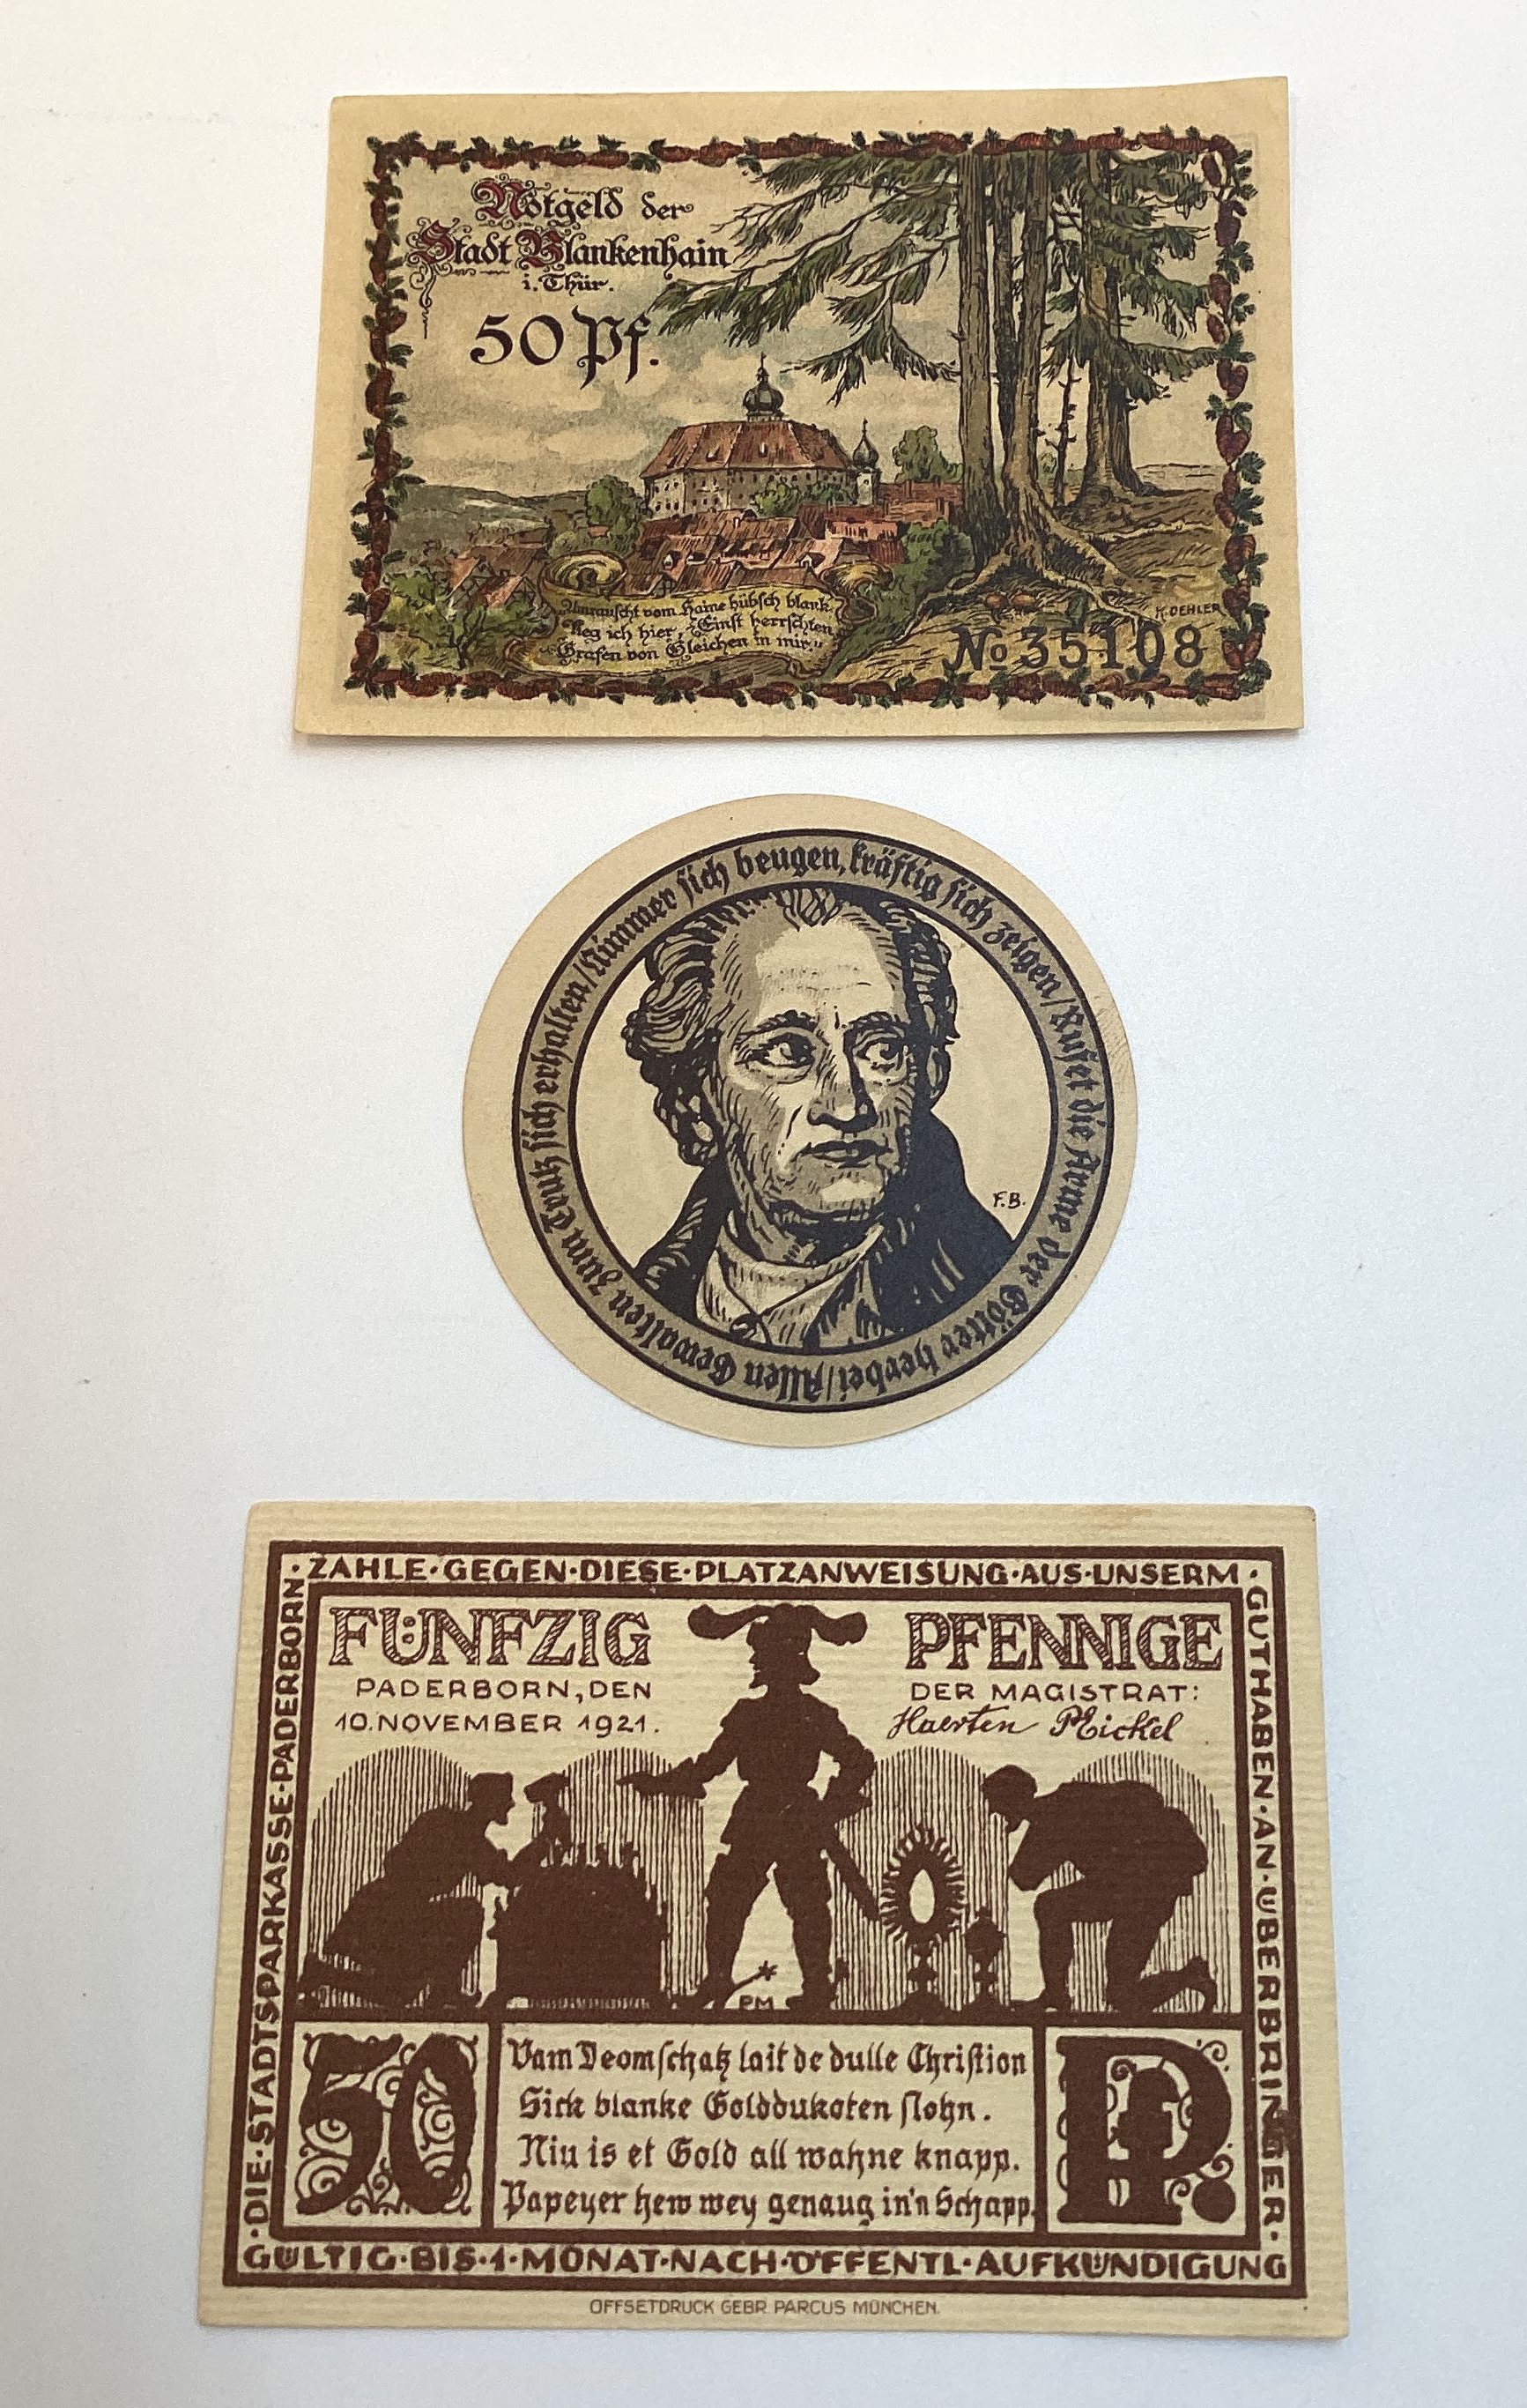 Notgeld der
Stadt Blankenhain
i. Thür.
50 Pf.
„Umrauscht vom Haine hübsch blank
lieg ich hier, Einst herrschten
Grafen von Gleichen in mir.“
K. OEHLER
No 35108
Allen Gewalten zum Trutz sich erhalten / Nimmer sich beugen, kräftig sich zeigen / Rufet die Arme der Götter herbei /
F.B.
·ZAHLE·GEGEN·DIESE·PLATZANWEISUNG·AUS·UNSERM·
GUTHABEN·AN·ÜBERBRINGER·
·DIE·STADTSPARKASSE·PADERBORN·
FÜNFZIG PFENNIGE
PADERBORN, DEN
10. NOVEMBER 1921.
DER MAGISTRAT:
Haerten Plickel
PM
50
Vam Deomschatz lait de dulle Christion
Sick blanke Golddukaten slohn.
Niu is et Gold all wahne knapp.
Papeyer hew wey genaug in'n Schapp.
P.
GÜLTIG·BIS·1·MONAT·NACH·ÖFFENTL·AUFKÜNDIGUNG
OFFSETDRUCK GEBR. PARCUS MÜNCHEN.